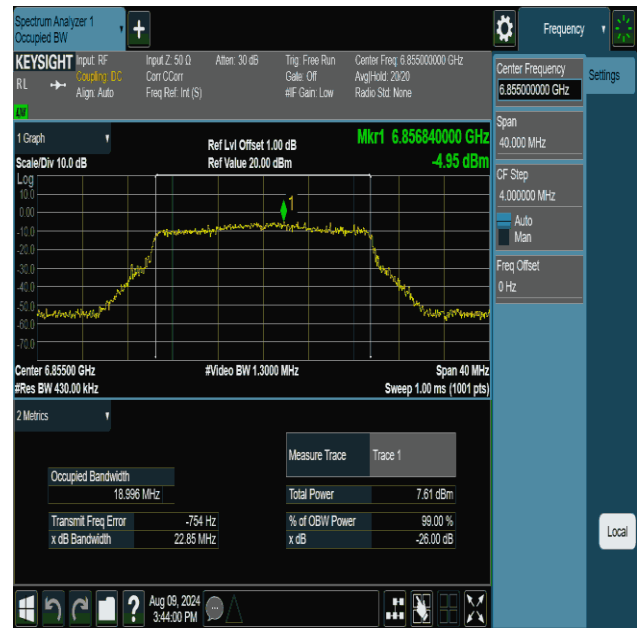 Spectrum Analyzer 1
Occupied BW
Frequency
KEYSIGHT
RL
Input: RF
Coupling: DC
Align: Auto
Input Z: 50 Ω
Corr CCorr
Freq Ref: Int (S)
Atten: 30 dB
Trig: Free Run
Gate: Off
#IF Gain: Low
Center Freq: 6.855000000 GHz
Avg|Hold: 20/20
Radio Std: None
Center Frequency
6.855000000 GHz
Settings
Span
40.000 MHz
CF Step
4.000000 MHz
Auto
Man
Freq Offset
0 Hz
Local
1 Graph
Scale/Div 10.0 dB
Ref Lvl Offset 1.00 dB
Ref Value 20.00 dBm
Mkr1 6.856840000 GHz
-4.95 dBm
Log
10.0
0.00
-10.0
-20.0
-30.0
-40.0
-50.0
-60.0
-70.0
1
Center 6.85500 GHz
#Res BW 430.00 kHz
#Video BW 1.3000 MHz
Span 40 MHz
Sweep 1.00 ms (1001 pts)
2 Metrics
Occupied Bandwidth
18.996 MHz
Transmit Freq Error -754 Hz
x dB Bandwidth 22.85 MHz
Measure Trace Trace 1
Total Power 7.61 dBm
% of OBW Power 99.00 %
x dB -26.00 dB
Aug 09, 2024
3:44:00 PM